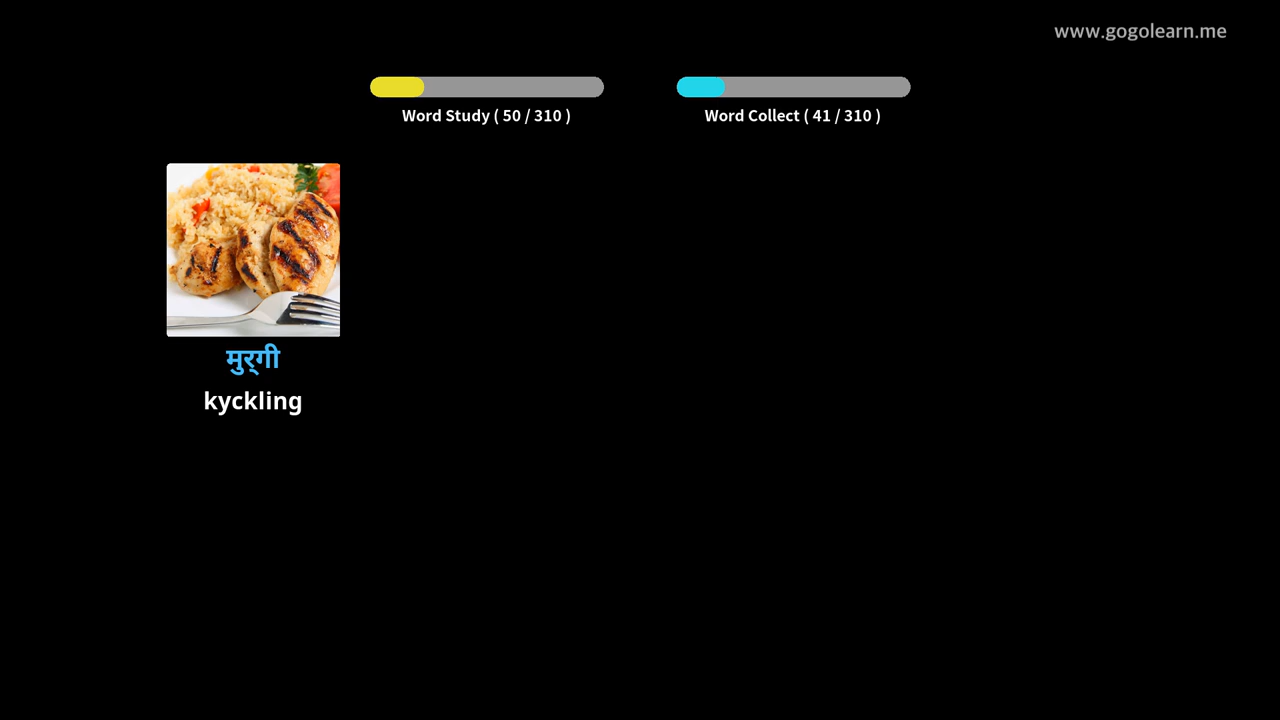 www.gogolearn.me
Word Study ( 50 / 310 )
Word Collect ( 41 / 310 )
मुर्गी
kyckling